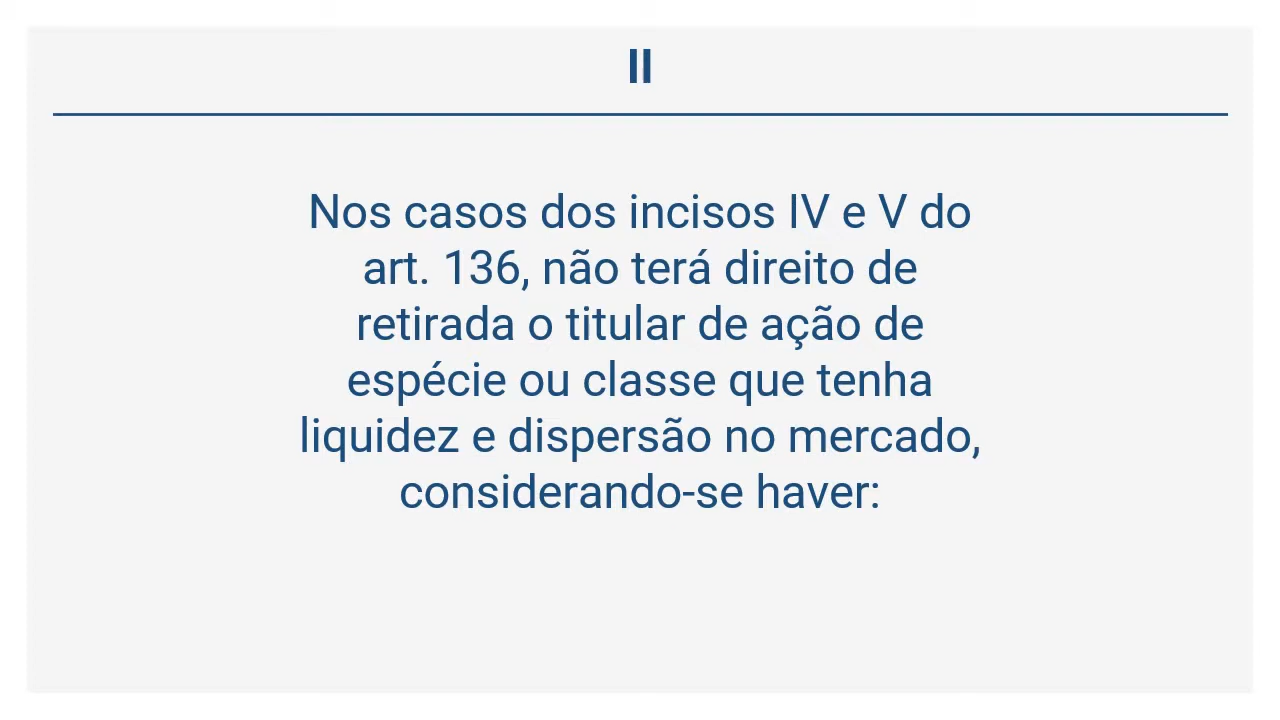 II
Nos casos dos incisos IV e V do
art. 136, não terá direito de
retirada o titular de ação de
espécie ou classe que tenha
liquidez e dispersão no mercado,
considerando-se haver: